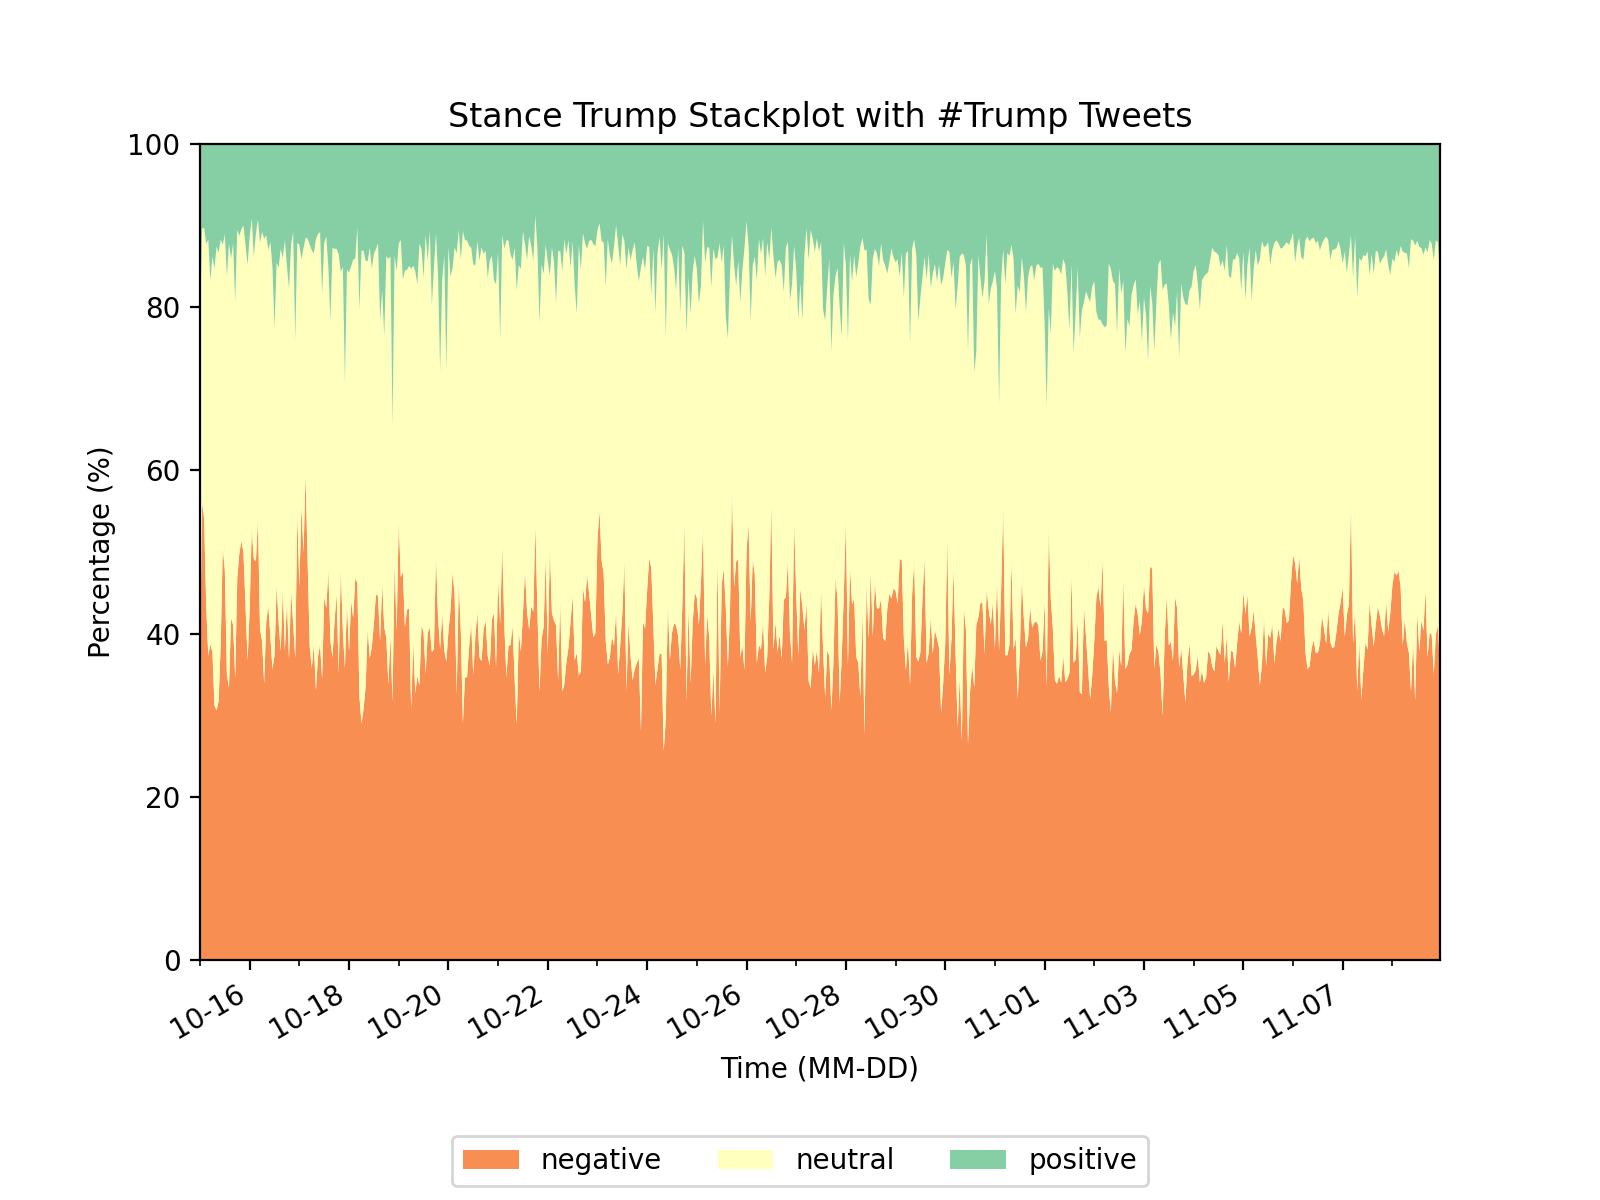 Stance Trump Stackplot with #Trump Tweets
100
80
60
40
20
0
Percentage (%)
10-16 10-18 10-20 10-22 10-24 10-26 10-28 10-30 11-01 11-03 11-05 11-07
Time (MM-DD)
negative neutral positive